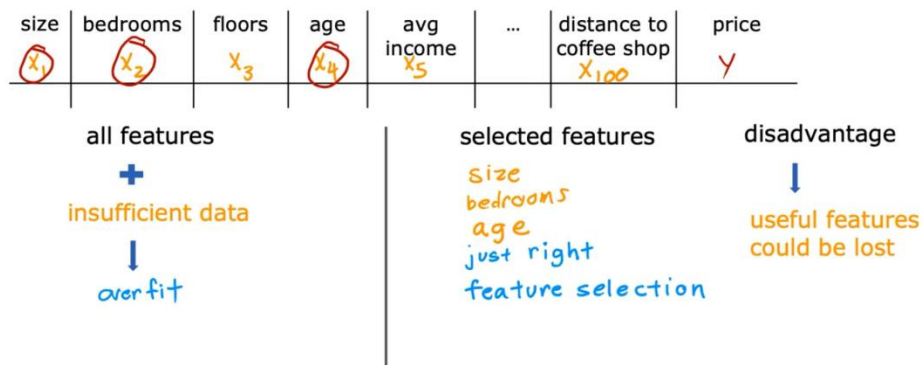 size bedrooms floors age avg income ... distance to coffee shop price
x₁ x₂ x₃ x₄ x₅ x₁₀₀ y
all features
+
insufficient data
overfit
selected features
size
bedrooms
age
just right
feature selection
disadvantage
useful features
could be lost